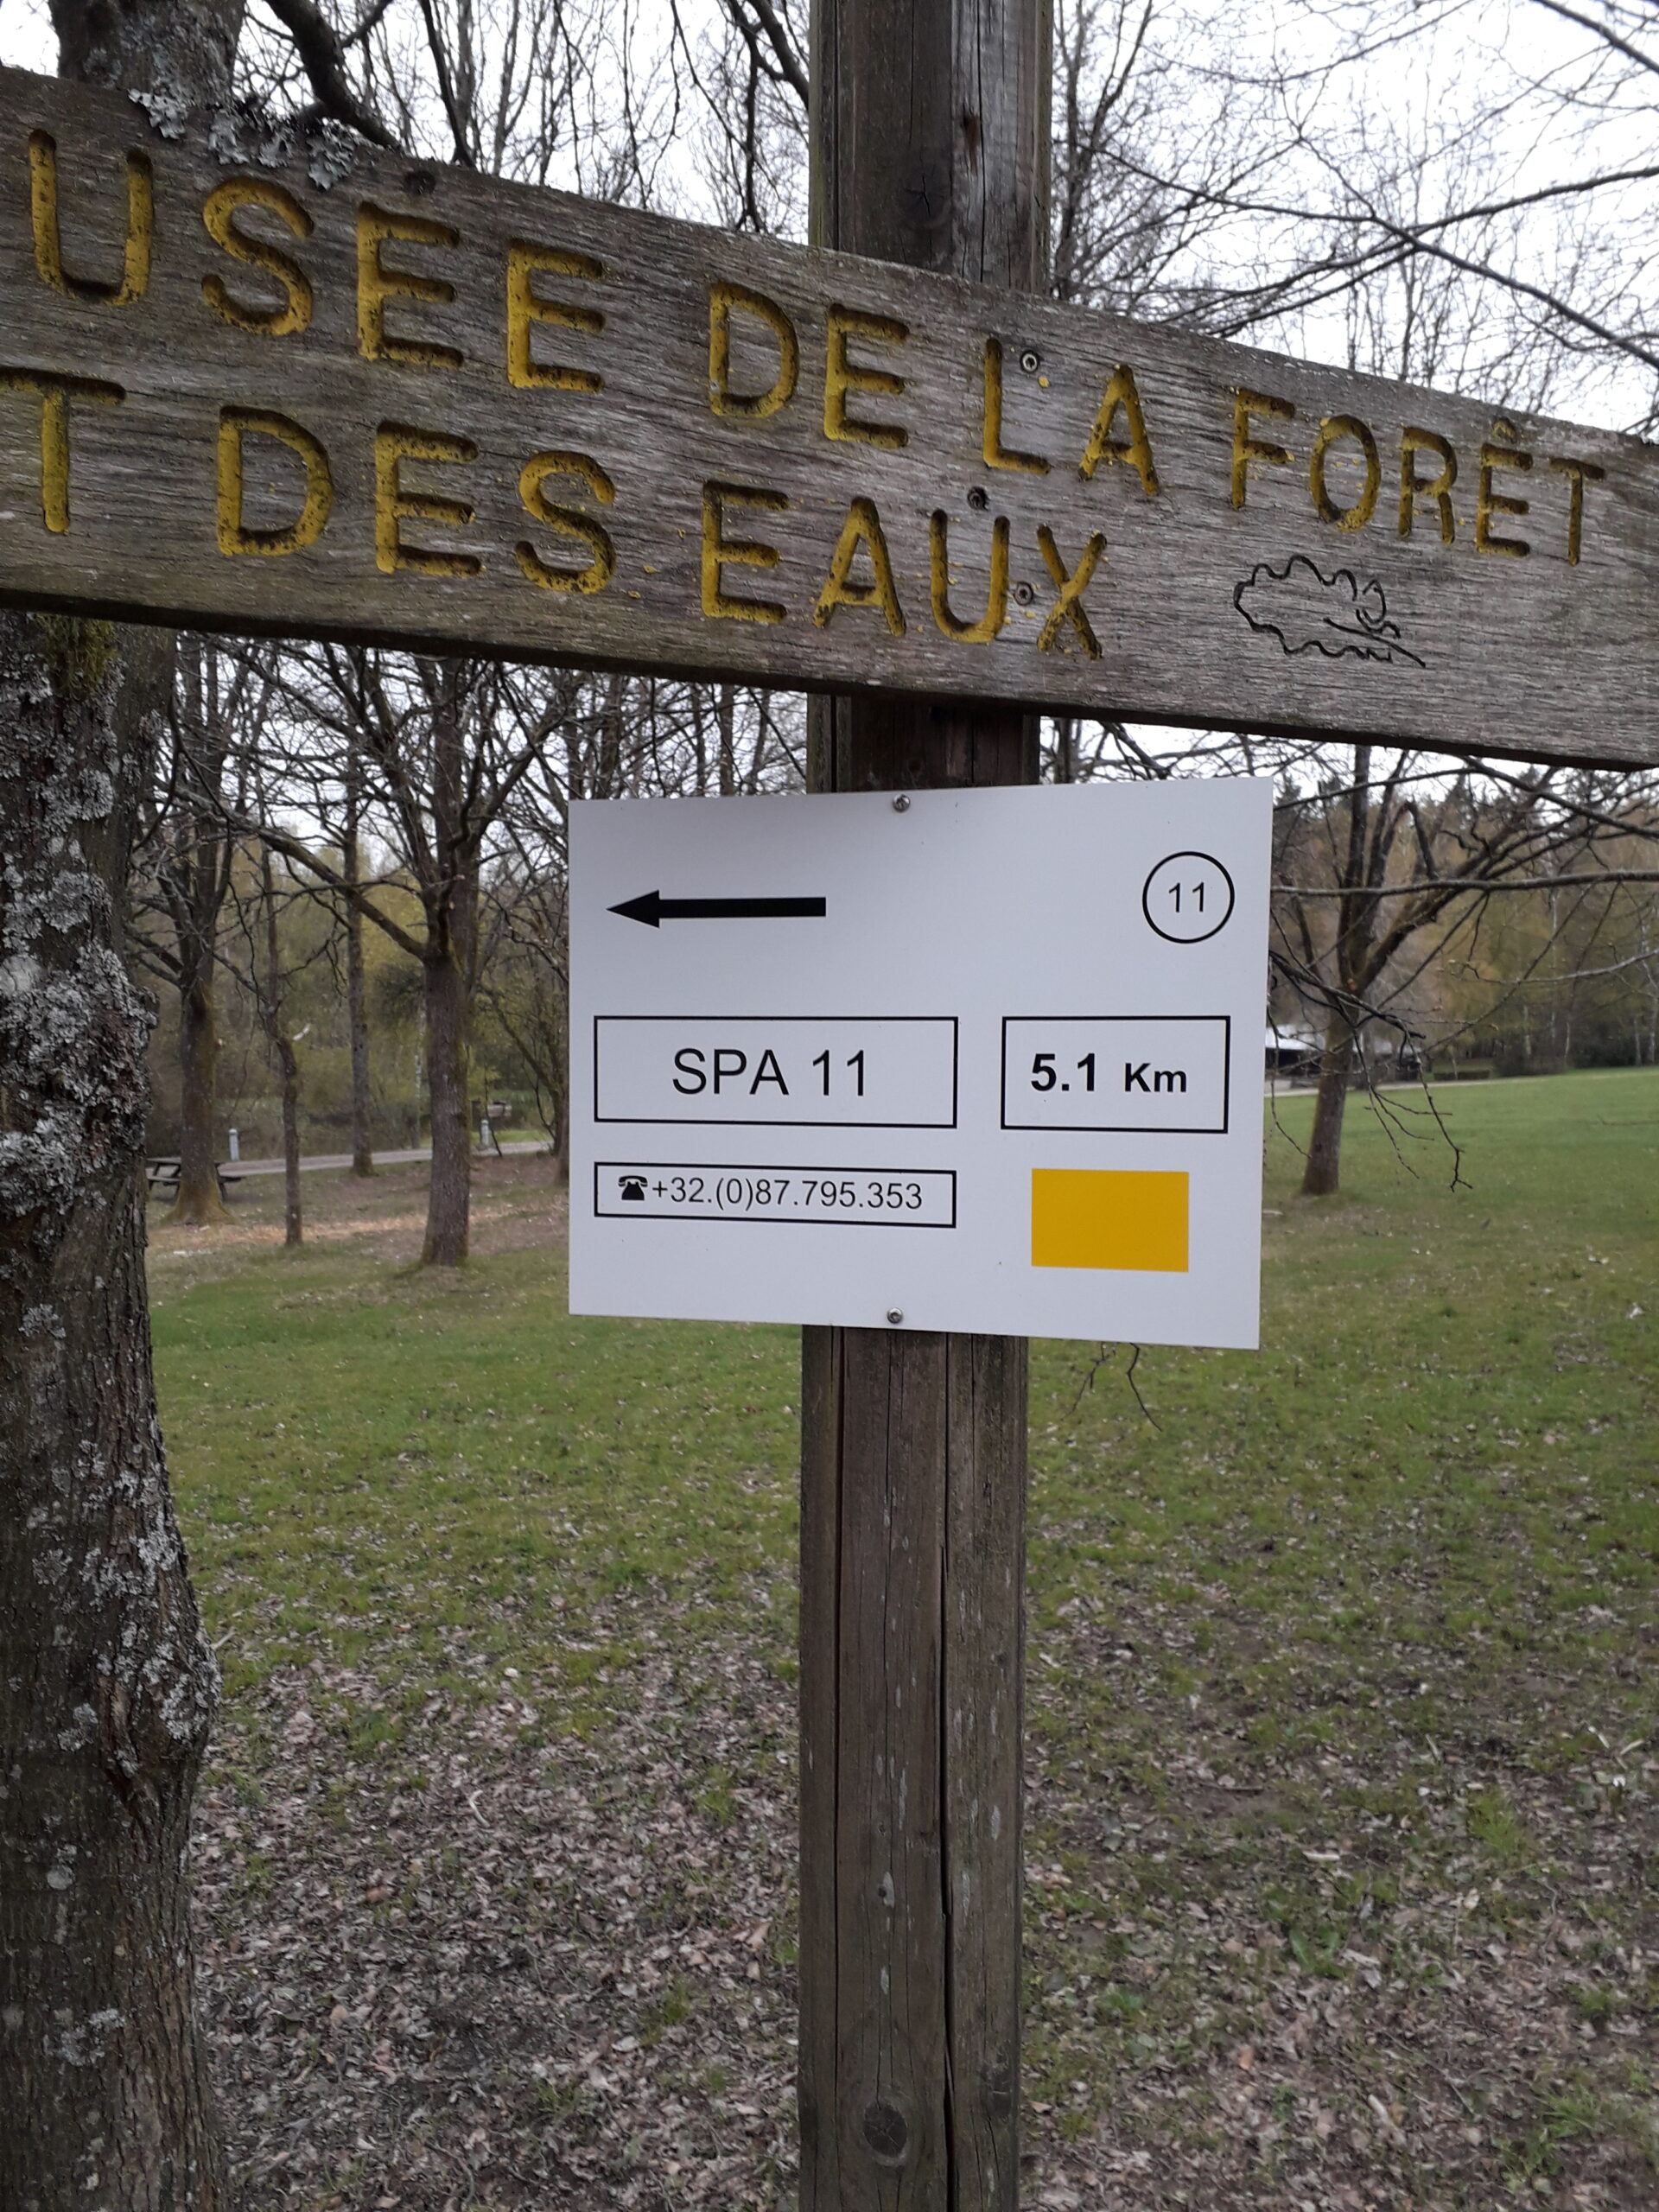 USEE DE LA FORÊT
T DES EAUX
11
SPA 11
5.1 Km
☎+32.(0)87.795.353